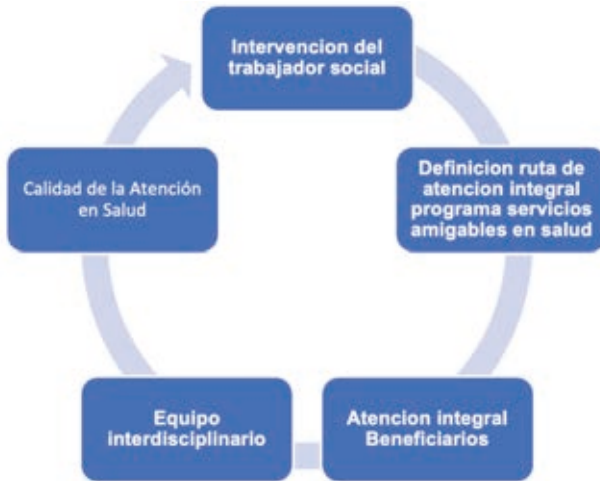 Intervencion del
trabajador social
Definicion ruta de
atencion integral
programa servicios
amigables en salud
Atencion integral
Beneficiarios
Equipo
interdisciplinario
Calidad de la Atención
en Salud